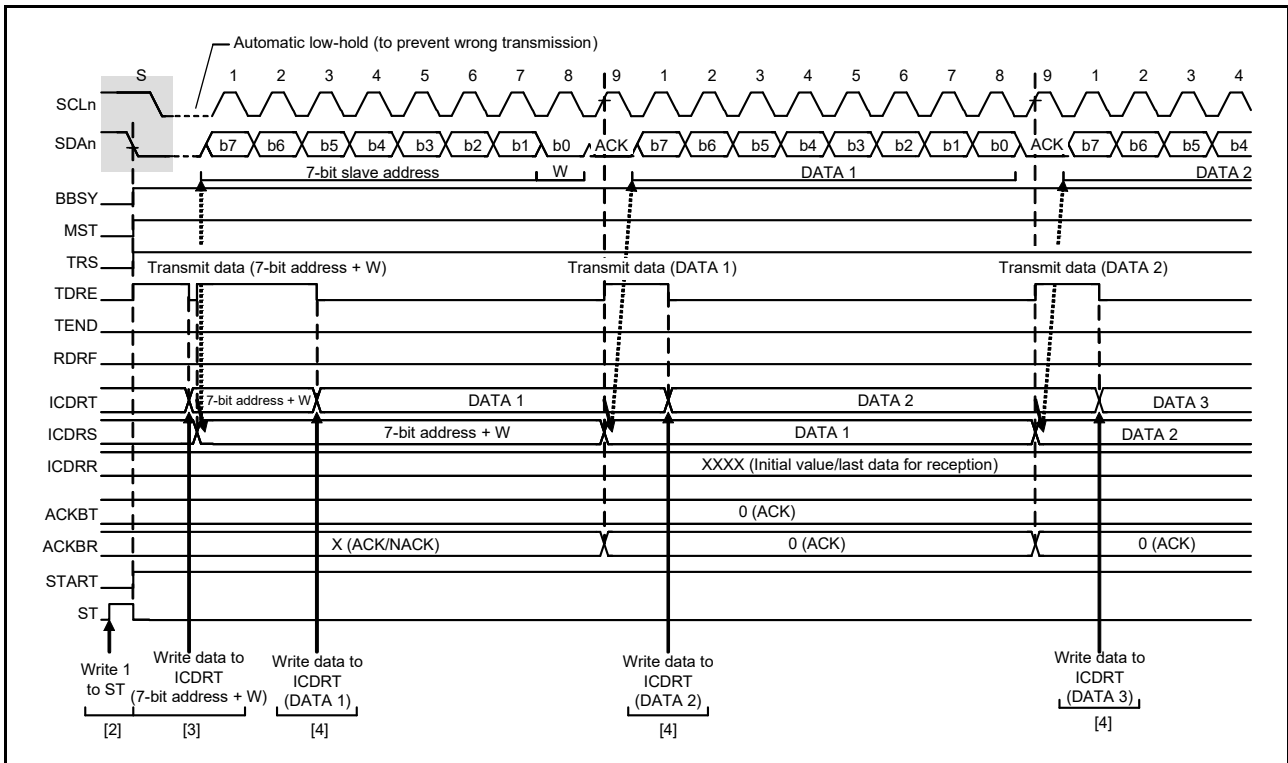 Automatic low-hold (to prevent wrong transmission)
S 1 2 3 4 5 6 7 8 9 1 2 3 4 5 6 7 8 9 1 2 3 4
SCLn
SDAn b7 b6 b5 b4 b3 b2 b1 b0 ACK b7 b6 b5 b4 b3 b2 b1 b0 ACK b7 b6 b5 b4
7-bit slave address W DATA 1 DATA 2
BBSY
MST
TRS
Transmit data (7-bit address + W) Transmit data (DATA 1) Transmit data (DATA 2)
TDRE
TEND
RDRF
ICDRT 7-bit address + W DATA 1 DATA 2 DATA 3
ICDRS 7-bit address + W DATA 1 DATA 2
ICDRR XXXX (Initial value/last data for reception)
ACKBT 0 (ACK)
ACKBR X (ACK/NACK) 0 (ACK) 0 (ACK)
START
ST
Write 1
to ST
Write data to
ICDRT
(7-bit address + W)
Write data to
ICDRT
(DATA 1)
Write data to
ICDRT
(DATA 2)
Write data to
ICDRT
(DATA 3)
[2] [3] [4] [4] [4]